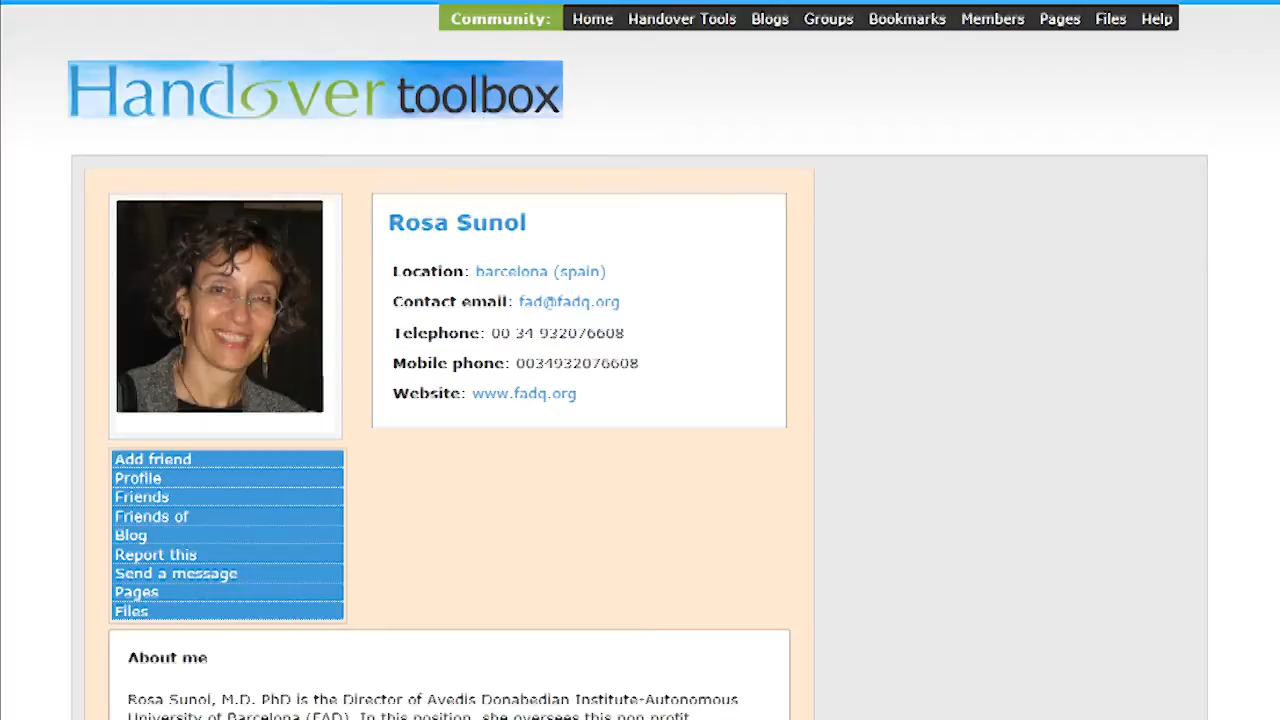 Community: Home Handover Tools Blogs Groups Bookmarks Members Pages Files Help
Handover toolbox
Rosa Sunol
Location: barcelona (spain)
Contact email: fad@fadq.org
Telephone: 00 34 932076608
Mobile phone: 0034932076608
Website: www.fadq.org
Add friend
Profile
Friends
Friends of
Blog
Report this
Send a message
Pages
Files
About me
Rosa Sunol, M.D. PhD is the Director of Avedis Donabedian Institute-Autonomous
University of Barcelona (FAD). In this position, she oversees this non profit